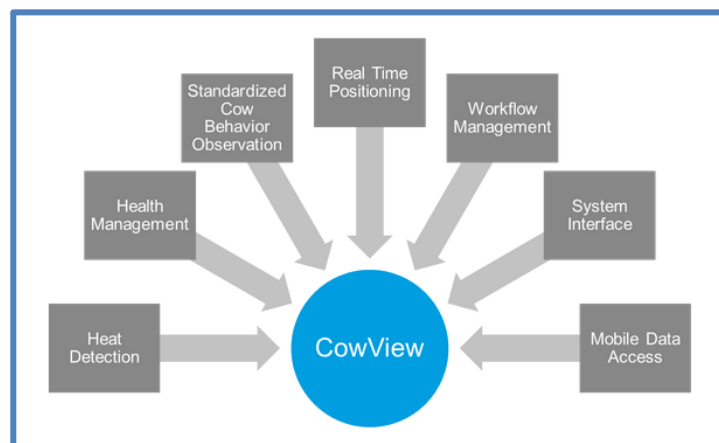 Real Time
Positioning
Standardized
Cow
Behavior
Observation
Workflow
Management
Health
Management
System
Interface
Heat
Detection
CowView
Mobile Data
Access